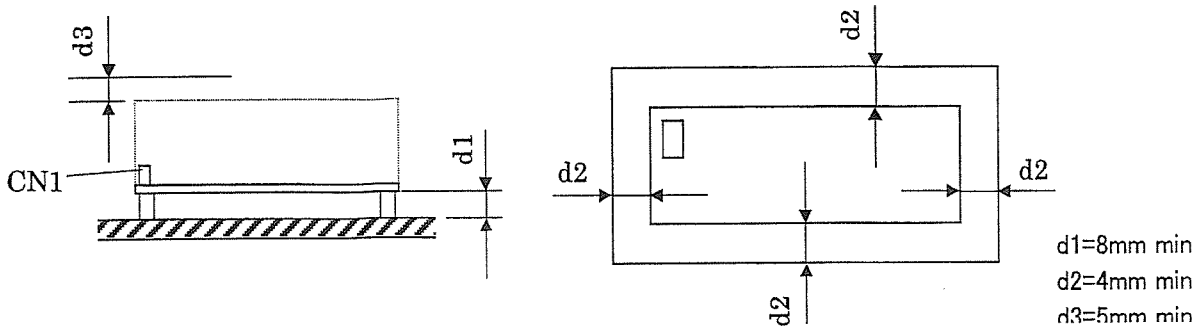 d3
d1
CN1
d2
d2
d2
d2
d1=8mm min
d2=4mm min
d3=5mm min